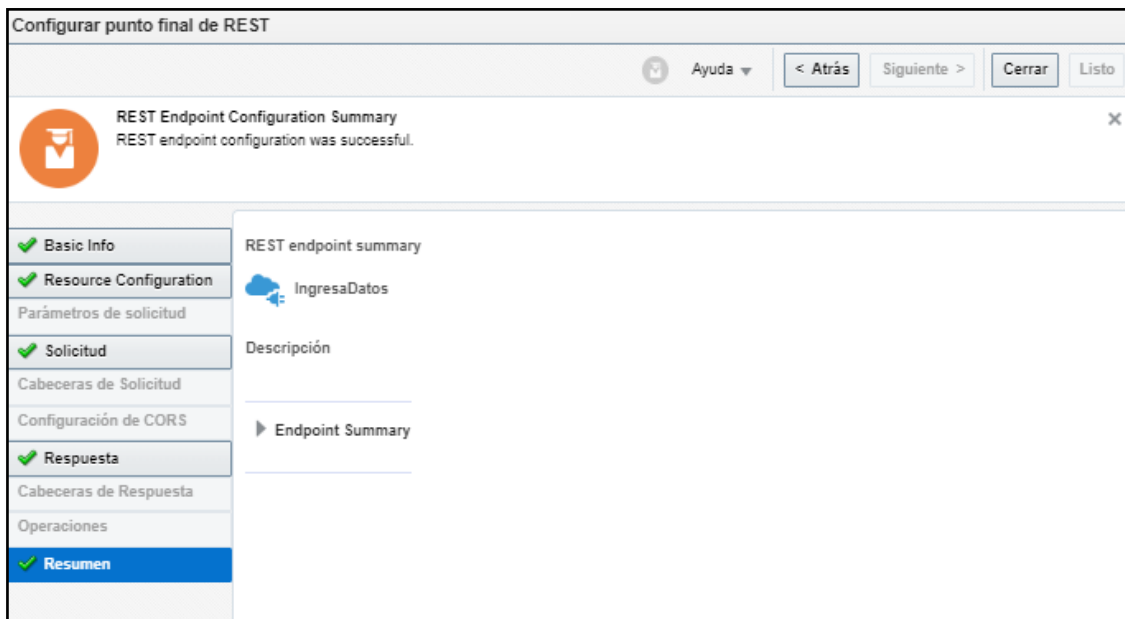 Configurar punto final de REST
Ayuda
< Atrás
Siguiente >
Cerrar
Listo
REST Endpoint Configuration Summary
REST endpoint configuration was successful.
Basic Info
Resource Configuration
Parámetros de solicitud
Solicitud
Cabeceras de Solicitud
Configuración de CORS
Respuesta
Cabeceras de Respuesta
Operaciones
Resumen
REST endpoint summary
IngresaDatos
Descripción
Endpoint Summary